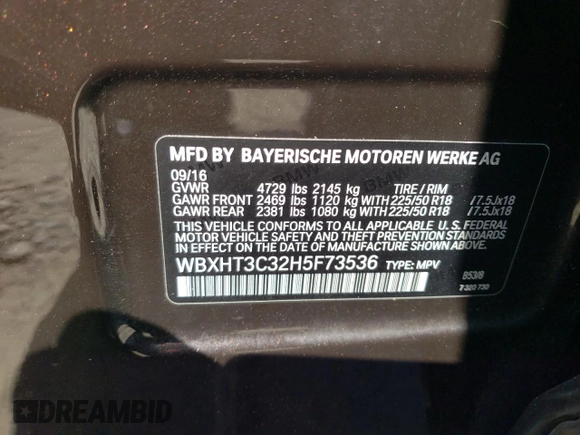 MFD BY BAYERISCHE MOTOREN WERKE AG
09/16
GVWR 4729 lbs 2145 kg TIRE / RIM
GAWR FRONT 2469 lbs 1120 kg WITH 225/50 R18 / 7.5Jx18
GAWR REAR 2381 lbs 1080 kg WITH 225/50 R18 / 7.5Jx18
THIS VEHICLE CONFORMS TO ALL APPLICABLE U. S. FEDERAL
MOTOR VEHICLE SAFETY, BUMPER, AND THEFT PREVENTION
STANDARDS IN EFFECT ON THE DATE OF MANUFACTURE SHOWN ABOVE.
WBXHT3C32H5F73536 TYPE: MPV
B53/B
7 320 730
DREAMBID